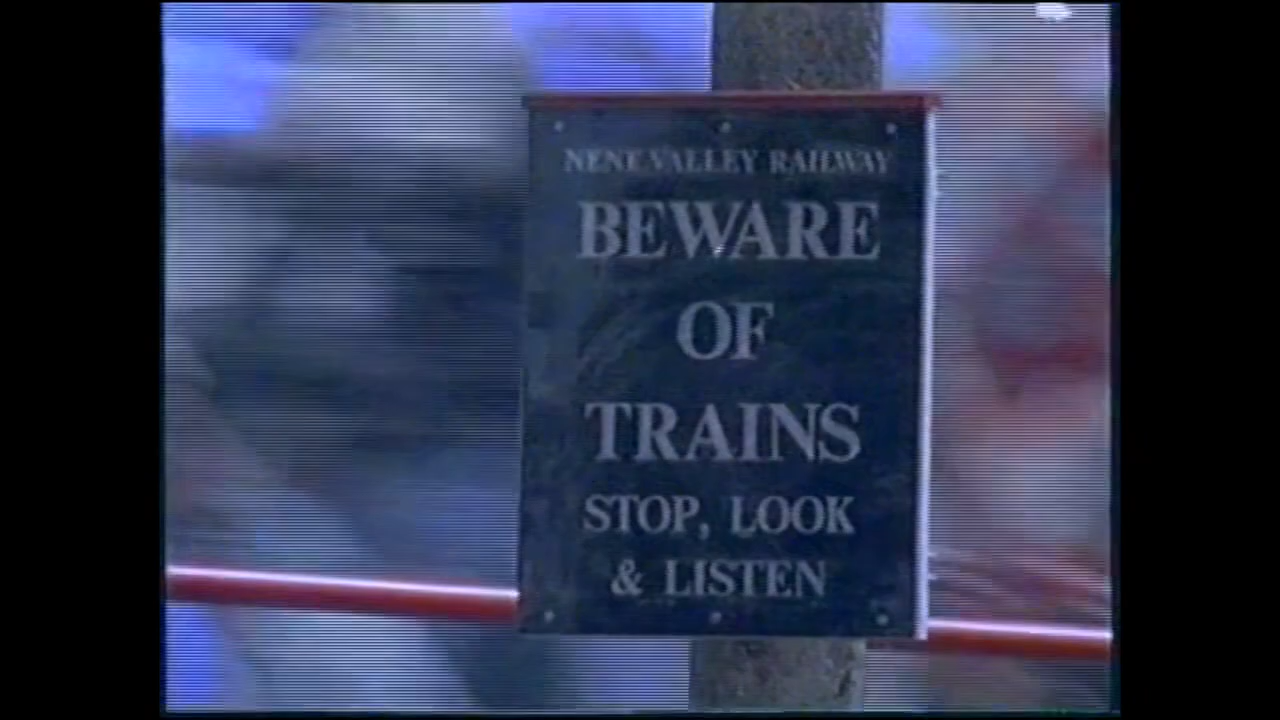 NENE VALLEY RAILWAY
BEWARE
OF
TRAINS
STOP, LOOK
& LISTEN